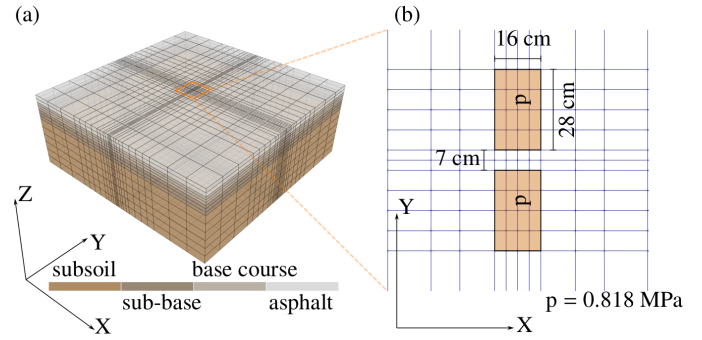 (a)
Z
Y
X
subsoil
base course
sub-base
asphalt
(b)
16 cm
p
28 cm
7 cm
p
Y
X
p = 0.818 MPa